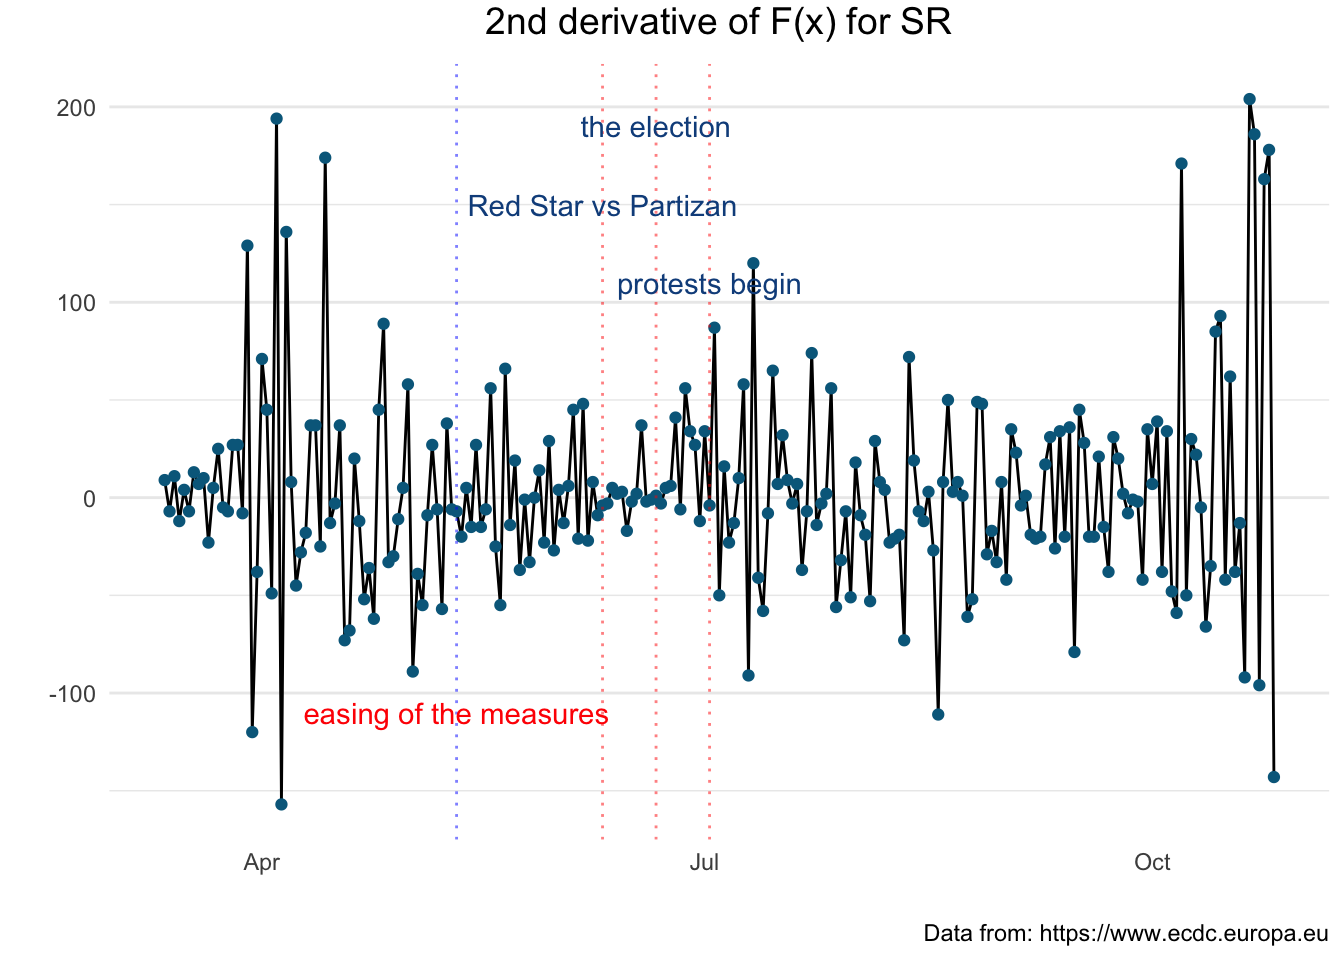 2nd derivative of F(x) for SR
200
the election
Red Star vs Partizan
protests begin
100
0
-100
easing of the measures
Apr
Jul
Oct
Data from: https://www.ecdc.europa.eu